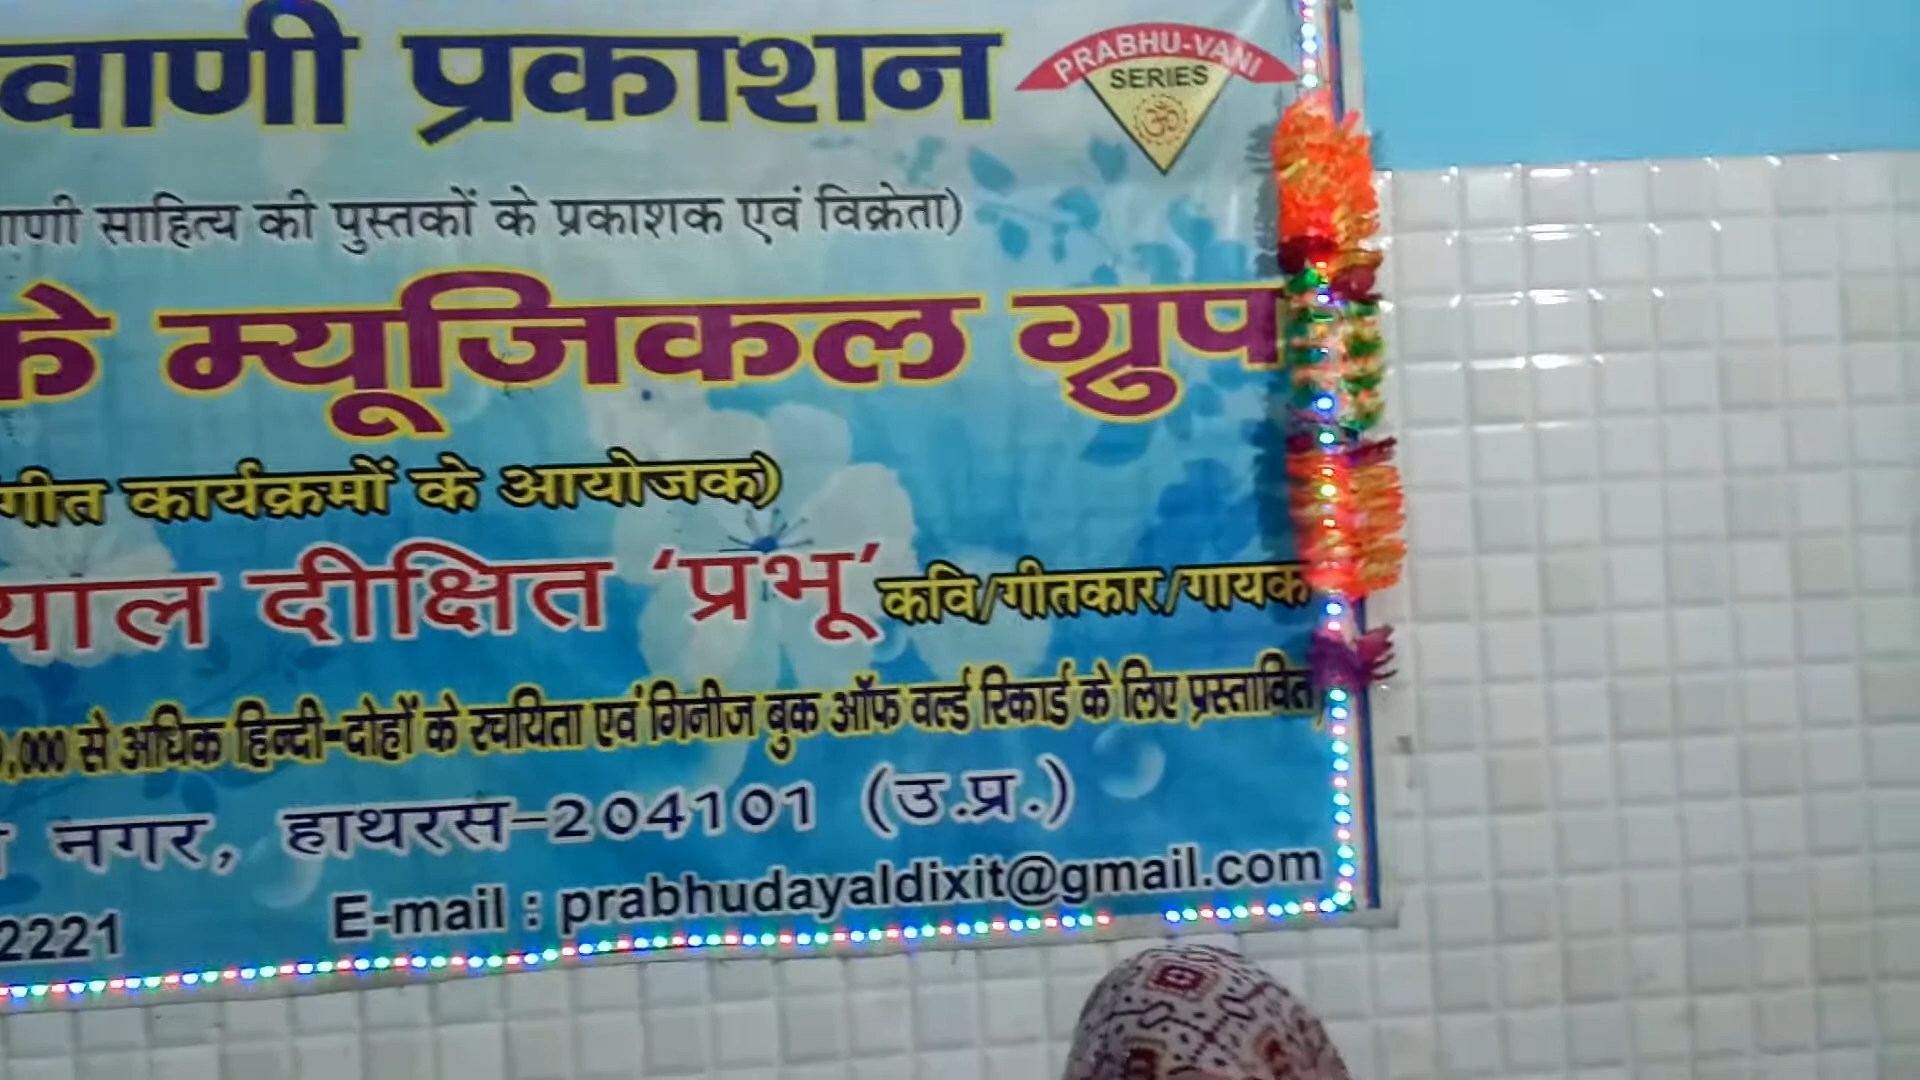 वाणी प्रकाशन
PRABHU-VANI
SERIES
ॐ
वाणी साहित्य की पुस्तकों के प्रकाशक एवं विक्रेता)
के म्यूजिकल ग्रुप
गीत कार्यक्रमों के आयोजक)
याल दीक्षित 'प्रभू' कवि/गीतकार/गायक
0,000 से अधिक हिन्दी-दोहों के रचयिता एवं गिनीज बुक ऑफ वर्ल्ड रिकार्ड के लिए प्रस्तावित
नगर, हाथरस-204101 (उ.प्र.)
2221 E-mail : prabhudayaldixit@gmail.com